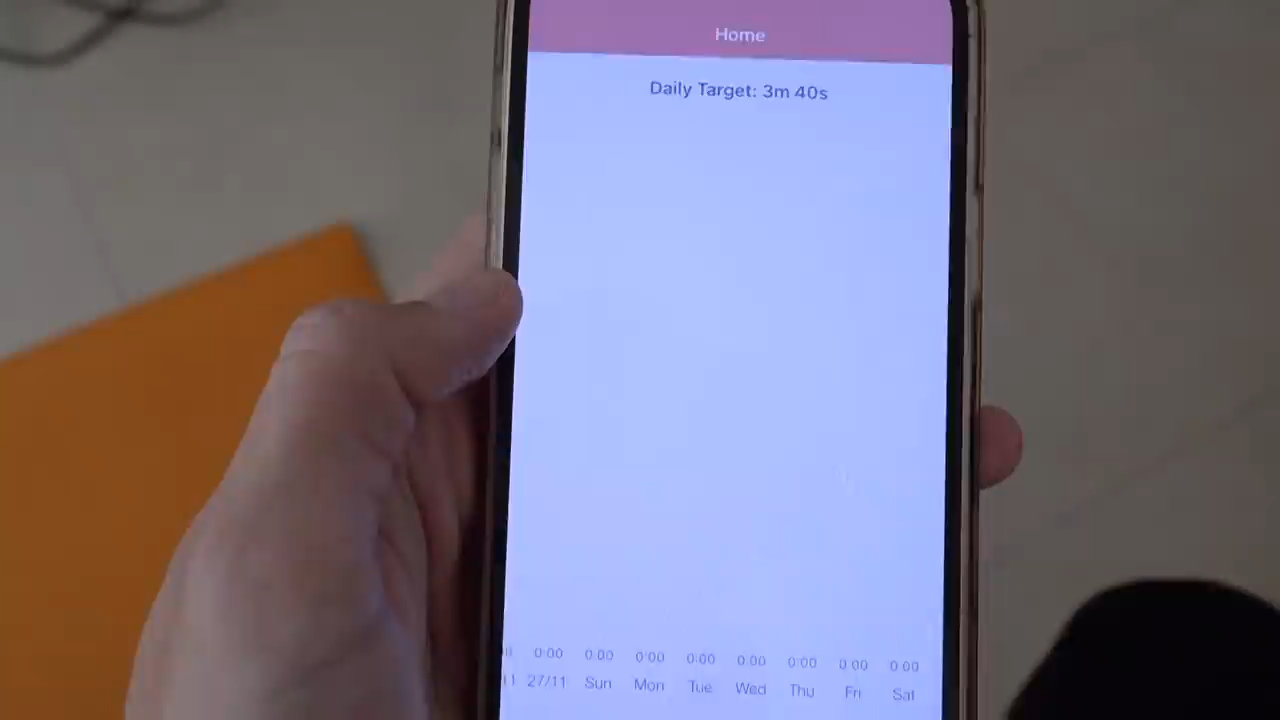 Home
Daily Target: 3m 40s
0:00 0:00 0:00 0:00 0:00 0:00 0:00 0:00
27/11 Sun Mon Tue Wed Thu Fri Sat